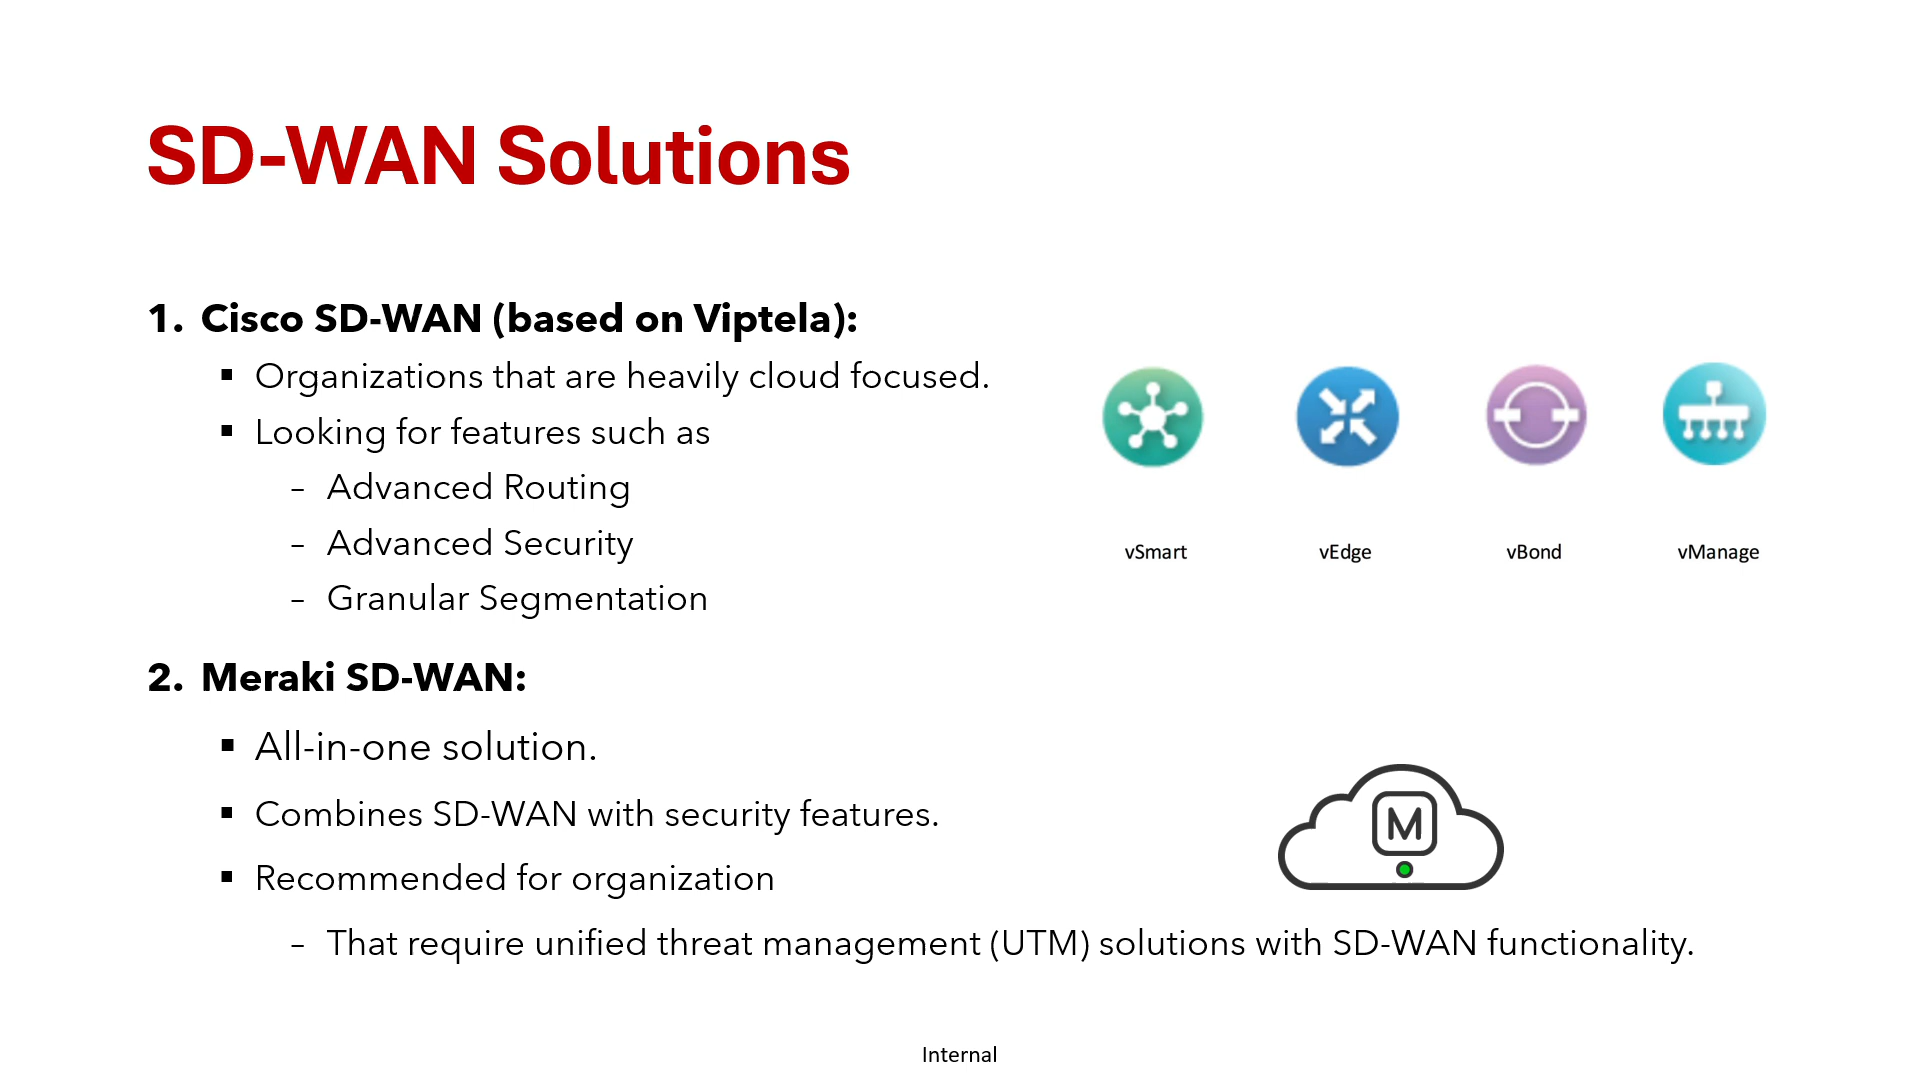 SD-WAN Solutions
1. Cisco SD-WAN (based on Viptela):
▪ Organizations that are heavily cloud focused.
▪ Looking for features such as
– Advanced Routing
– Advanced Security
– Granular Segmentation
vSmart vEdge vBond vManage
2. Meraki SD-WAN:
▪ All-in-one solution.
▪ Combines SD-WAN with security features.
▪ Recommended for organization
M
– That require unified threat management (UTM) solutions with SD-WAN functionality.
Internal